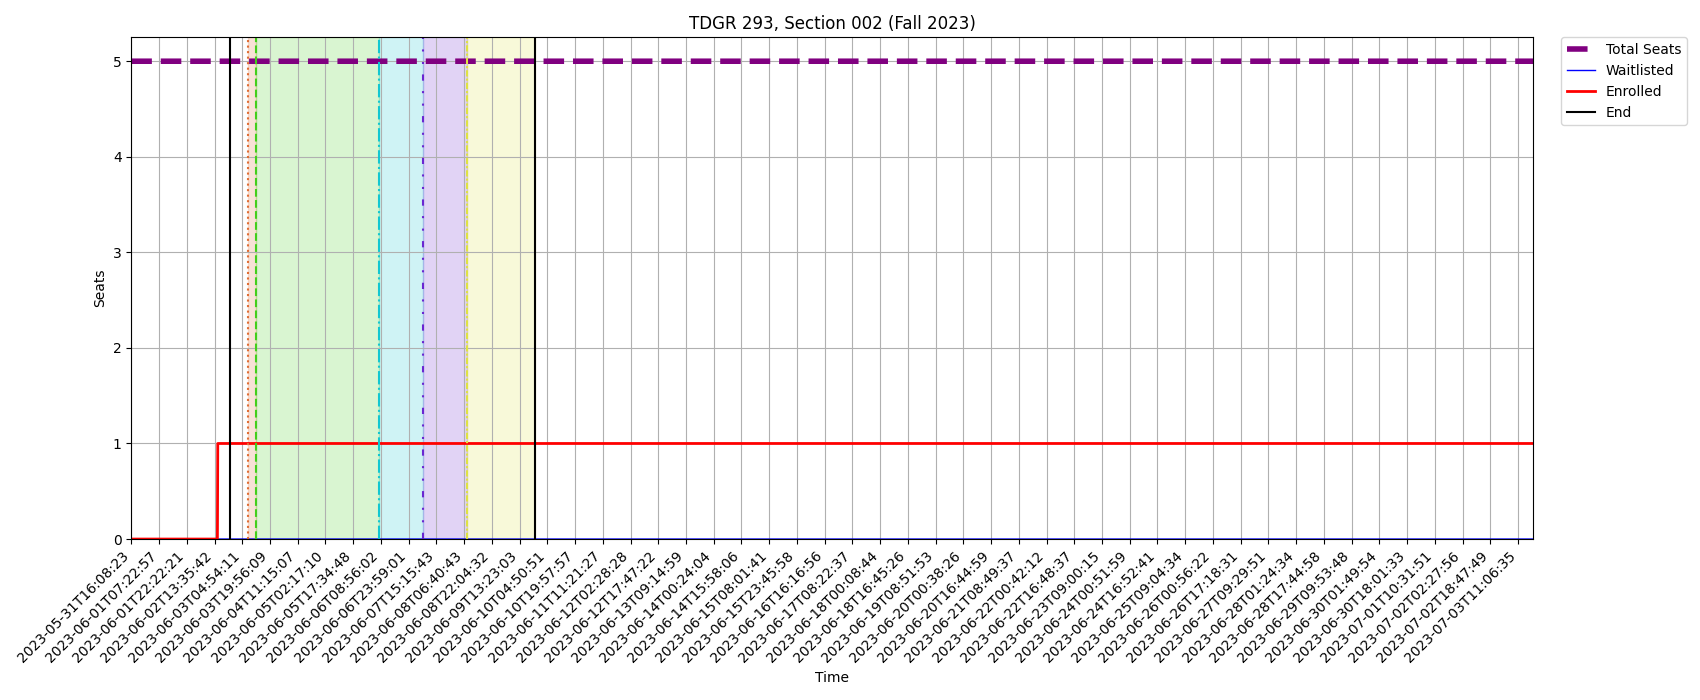 TDGR 293, Section 002 (Fall 2023)
Total Seats
Waitlisted
Enrolled
End
Seats
5
4
3
2
1
0
2023-05-31T16:08:23
2023-06-01T07:22:57
2023-06-01T22:22:21
2023-06-02T13:35:42
2023-06-03T04:54:11
2023-06-03T19:56:09
2023-06-04T11:15:07
2023-06-05T02:17:10
2023-06-05T17:34:48
2023-06-06T08:56:02
2023-06-06T23:59:01
2023-06-07T15:15:43
2023-06-08T06:40:43
2023-06-08T22:04:32
2023-06-09T13:23:03
2023-06-10T04:50:51
2023-06-10T19:57:57
2023-06-11T11:21:27
2023-06-12T02:28:28
2023-06-12T17:47:22
2023-06-13T09:14:59
2023-06-14T00:24:04
2023-06-14T15:58:06
2023-06-15T08:01:41
2023-06-15T23:45:58
2023-06-16T16:16:56
2023-06-17T08:22:37
2023-06-18T00:08:44
2023-06-18T16:45:26
2023-06-19T08:51:53
2023-06-20T00:38:26
2023-06-20T16:44:59
2023-06-21T08:49:37
2023-06-22T00:42:12
2023-06-22T16:48:37
2023-06-23T09:00:15
2023-06-24T00:51:59
2023-06-24T16:52:41
2023-06-25T09:04:34
2023-06-26T00:56:22
2023-06-26T17:18:31
2023-06-27T09:29:51
2023-06-28T01:24:34
2023-06-28T17:44:58
2023-06-29T09:53:48
2023-06-30T01:49:54
2023-06-30T18:01:33
2023-07-01T10:31:51
2023-07-02T02:27:56
2023-07-02T18:47:49
2023-07-03T11:06:35
Time